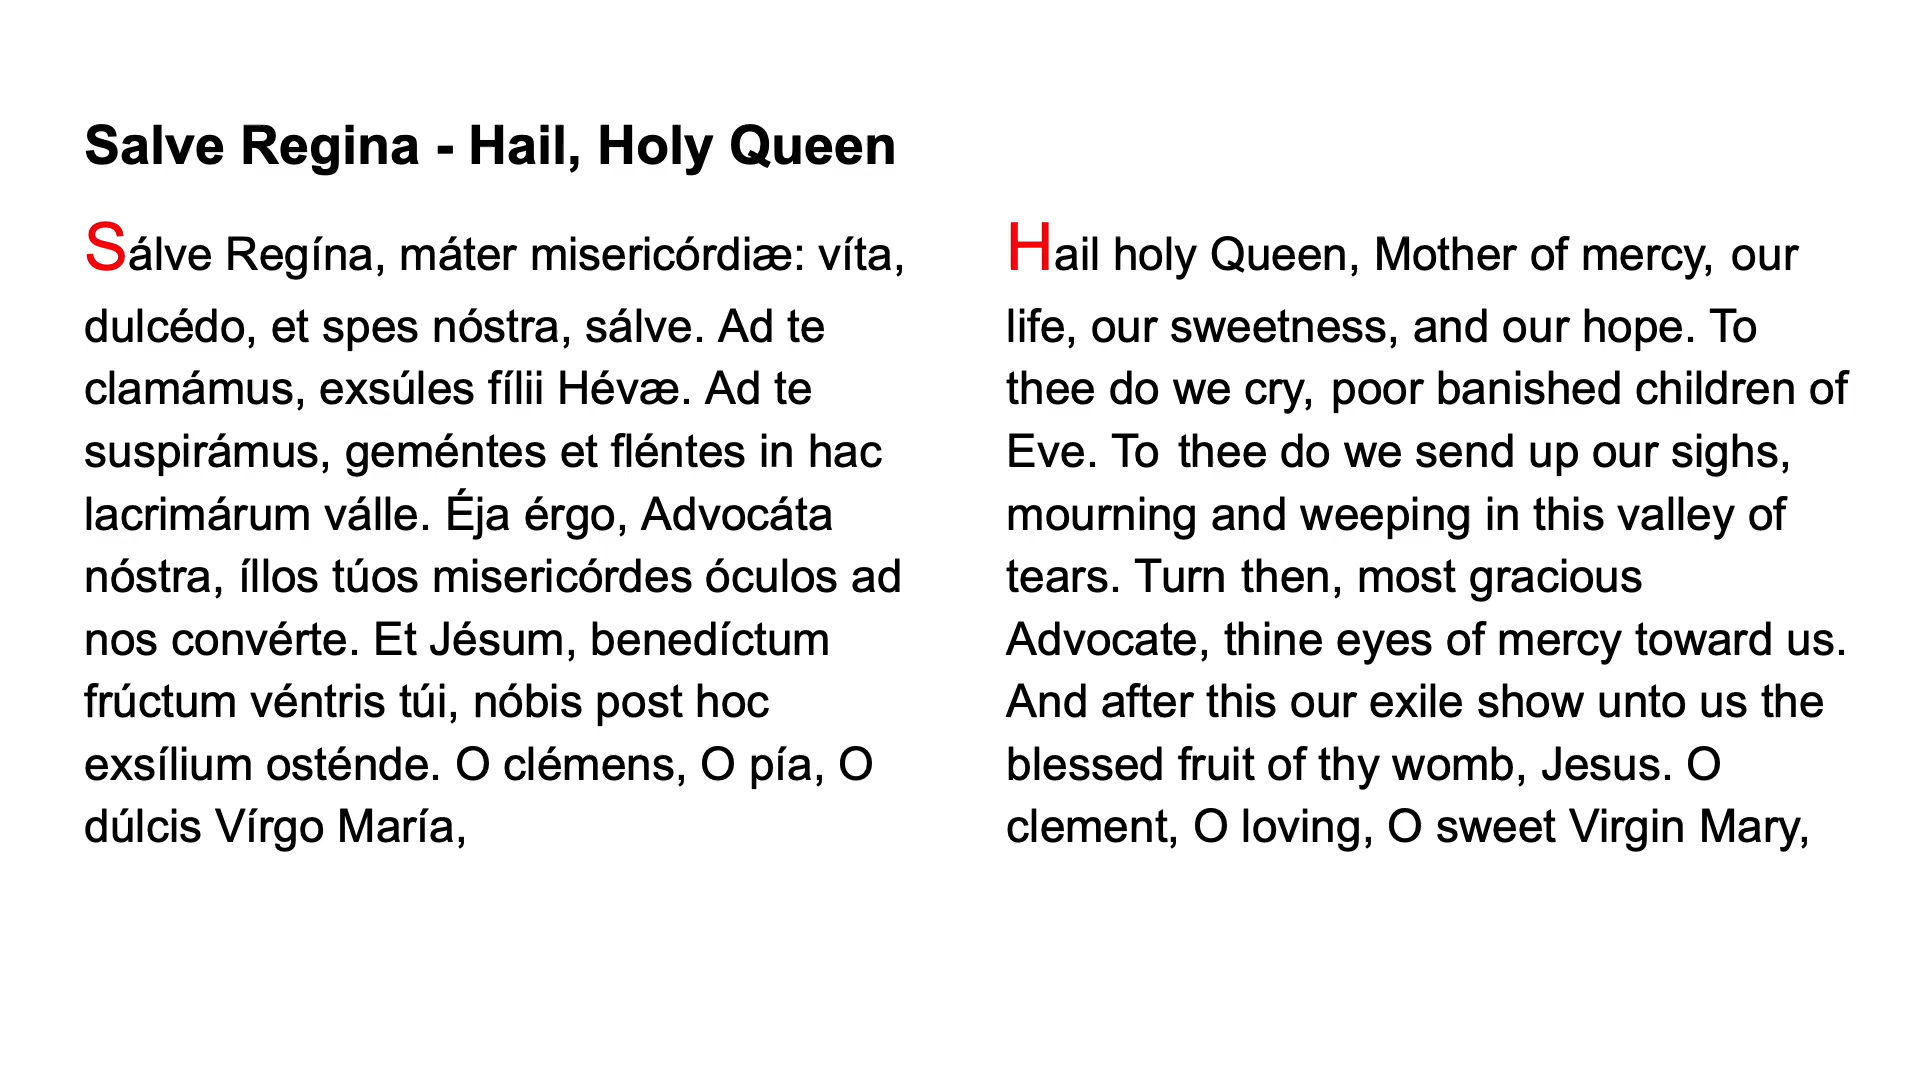 Salve Regina - Hail, Holy Queen
Sálve Regína, máter misericórdiæ: víta,
dulcédo, et spes nóstra, sálve. Ad te
clamámus, exsúles fílii Hévæ. Ad te
suspirámus, geméntes et fléntes in hac
lacrimárum válle. Éja érgo, Advocáta
nóstra, íllos túos misericórdes óculos ad
nos convérte. Et Jésum, benedíctum
frúctum véntris túi, nóbis post hoc
exsílium osténde. O clémens, O pía, O
dúlcis Vírgo María,
Hail holy Queen, Mother of mercy, our
life, our sweetness, and our hope. To
thee do we cry, poor banished children of
Eve. To thee do we send up our sighs,
mourning and weeping in this valley of
tears. Turn then, most gracious
Advocate, thine eyes of mercy toward us.
And after this our exile show unto us the
blessed fruit of thy womb, Jesus. O
clement, O loving, O sweet Virgin Mary,